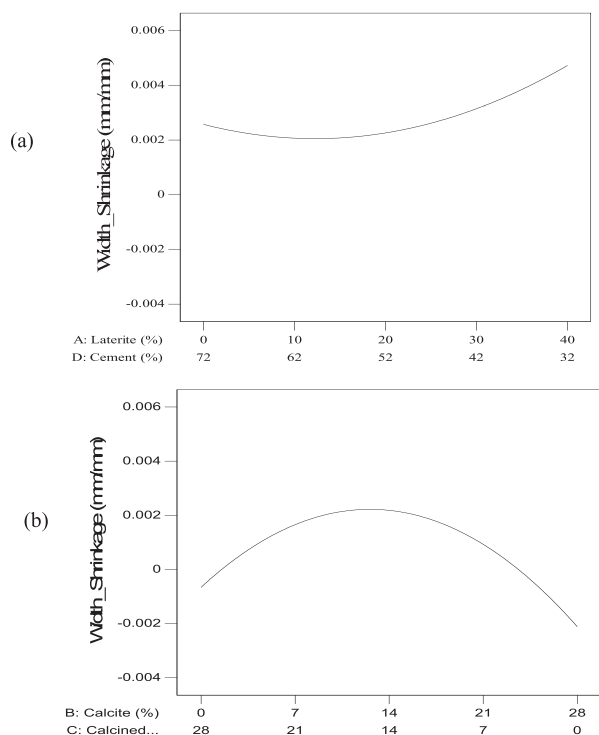 (a)
Width_Shrinkage (mm/mm)
0.006
0.004
0.002
0
-0.002
-0.004
A: Laterite (%) 0 10 20 30 40
D: Cement (%) 72 62 52 42 32
(b)
Width_Shrinkage (mm/mm)
0.006
0.004
0.002
0
-0.002
-0.004
B: Calcite (%) 0 7 14 21 28
C: Calcined... 28 21 14 7 0